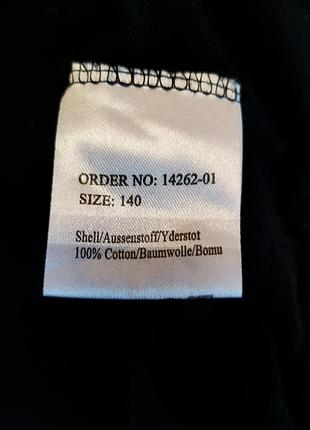 ORDER NO: 14262-01
SIZE: 140
Shell/Aussenstoff/Yderstot
100% Cotton/Baumwolle/Bomu